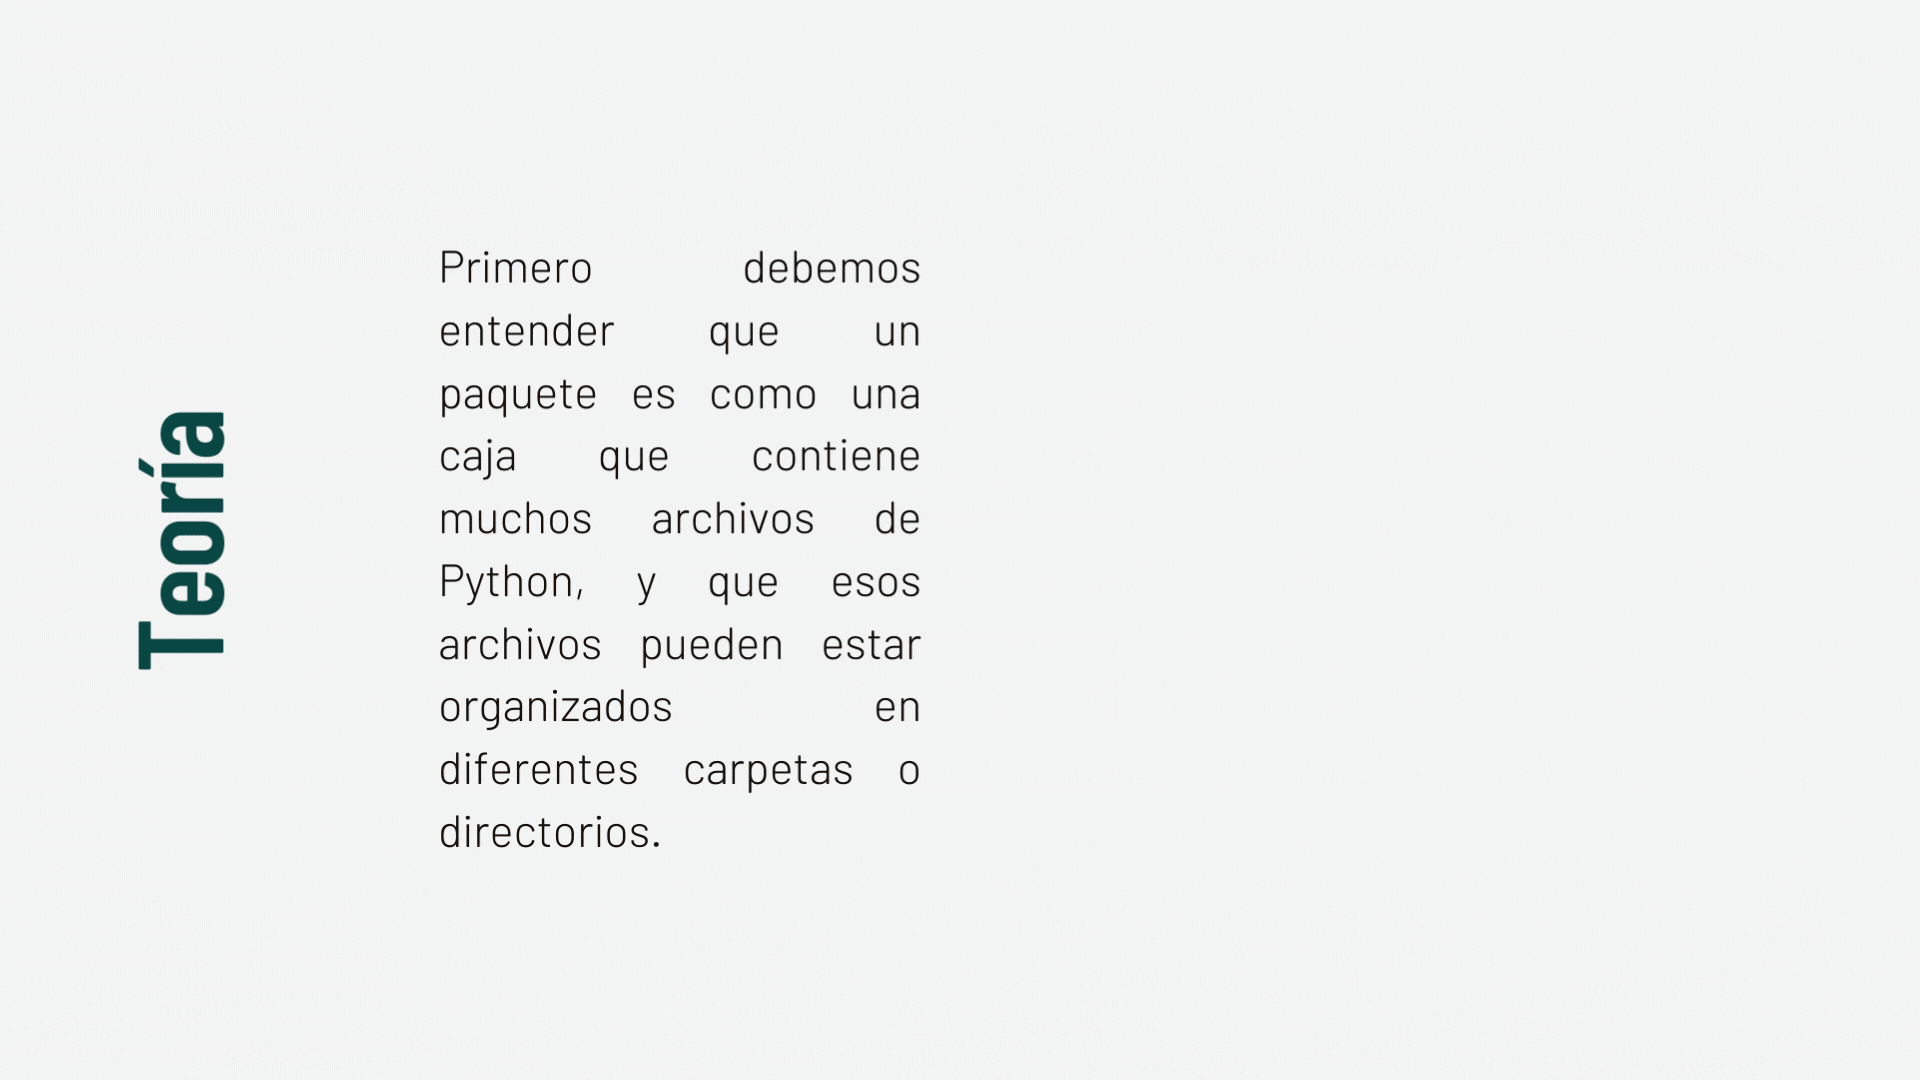 Teoría
Primero debemos
entender que un
paquete es como una
caja que contiene
muchos archivos de
Python, y que esos
archivos pueden estar
organizados en
diferentes carpetas o
directorios.